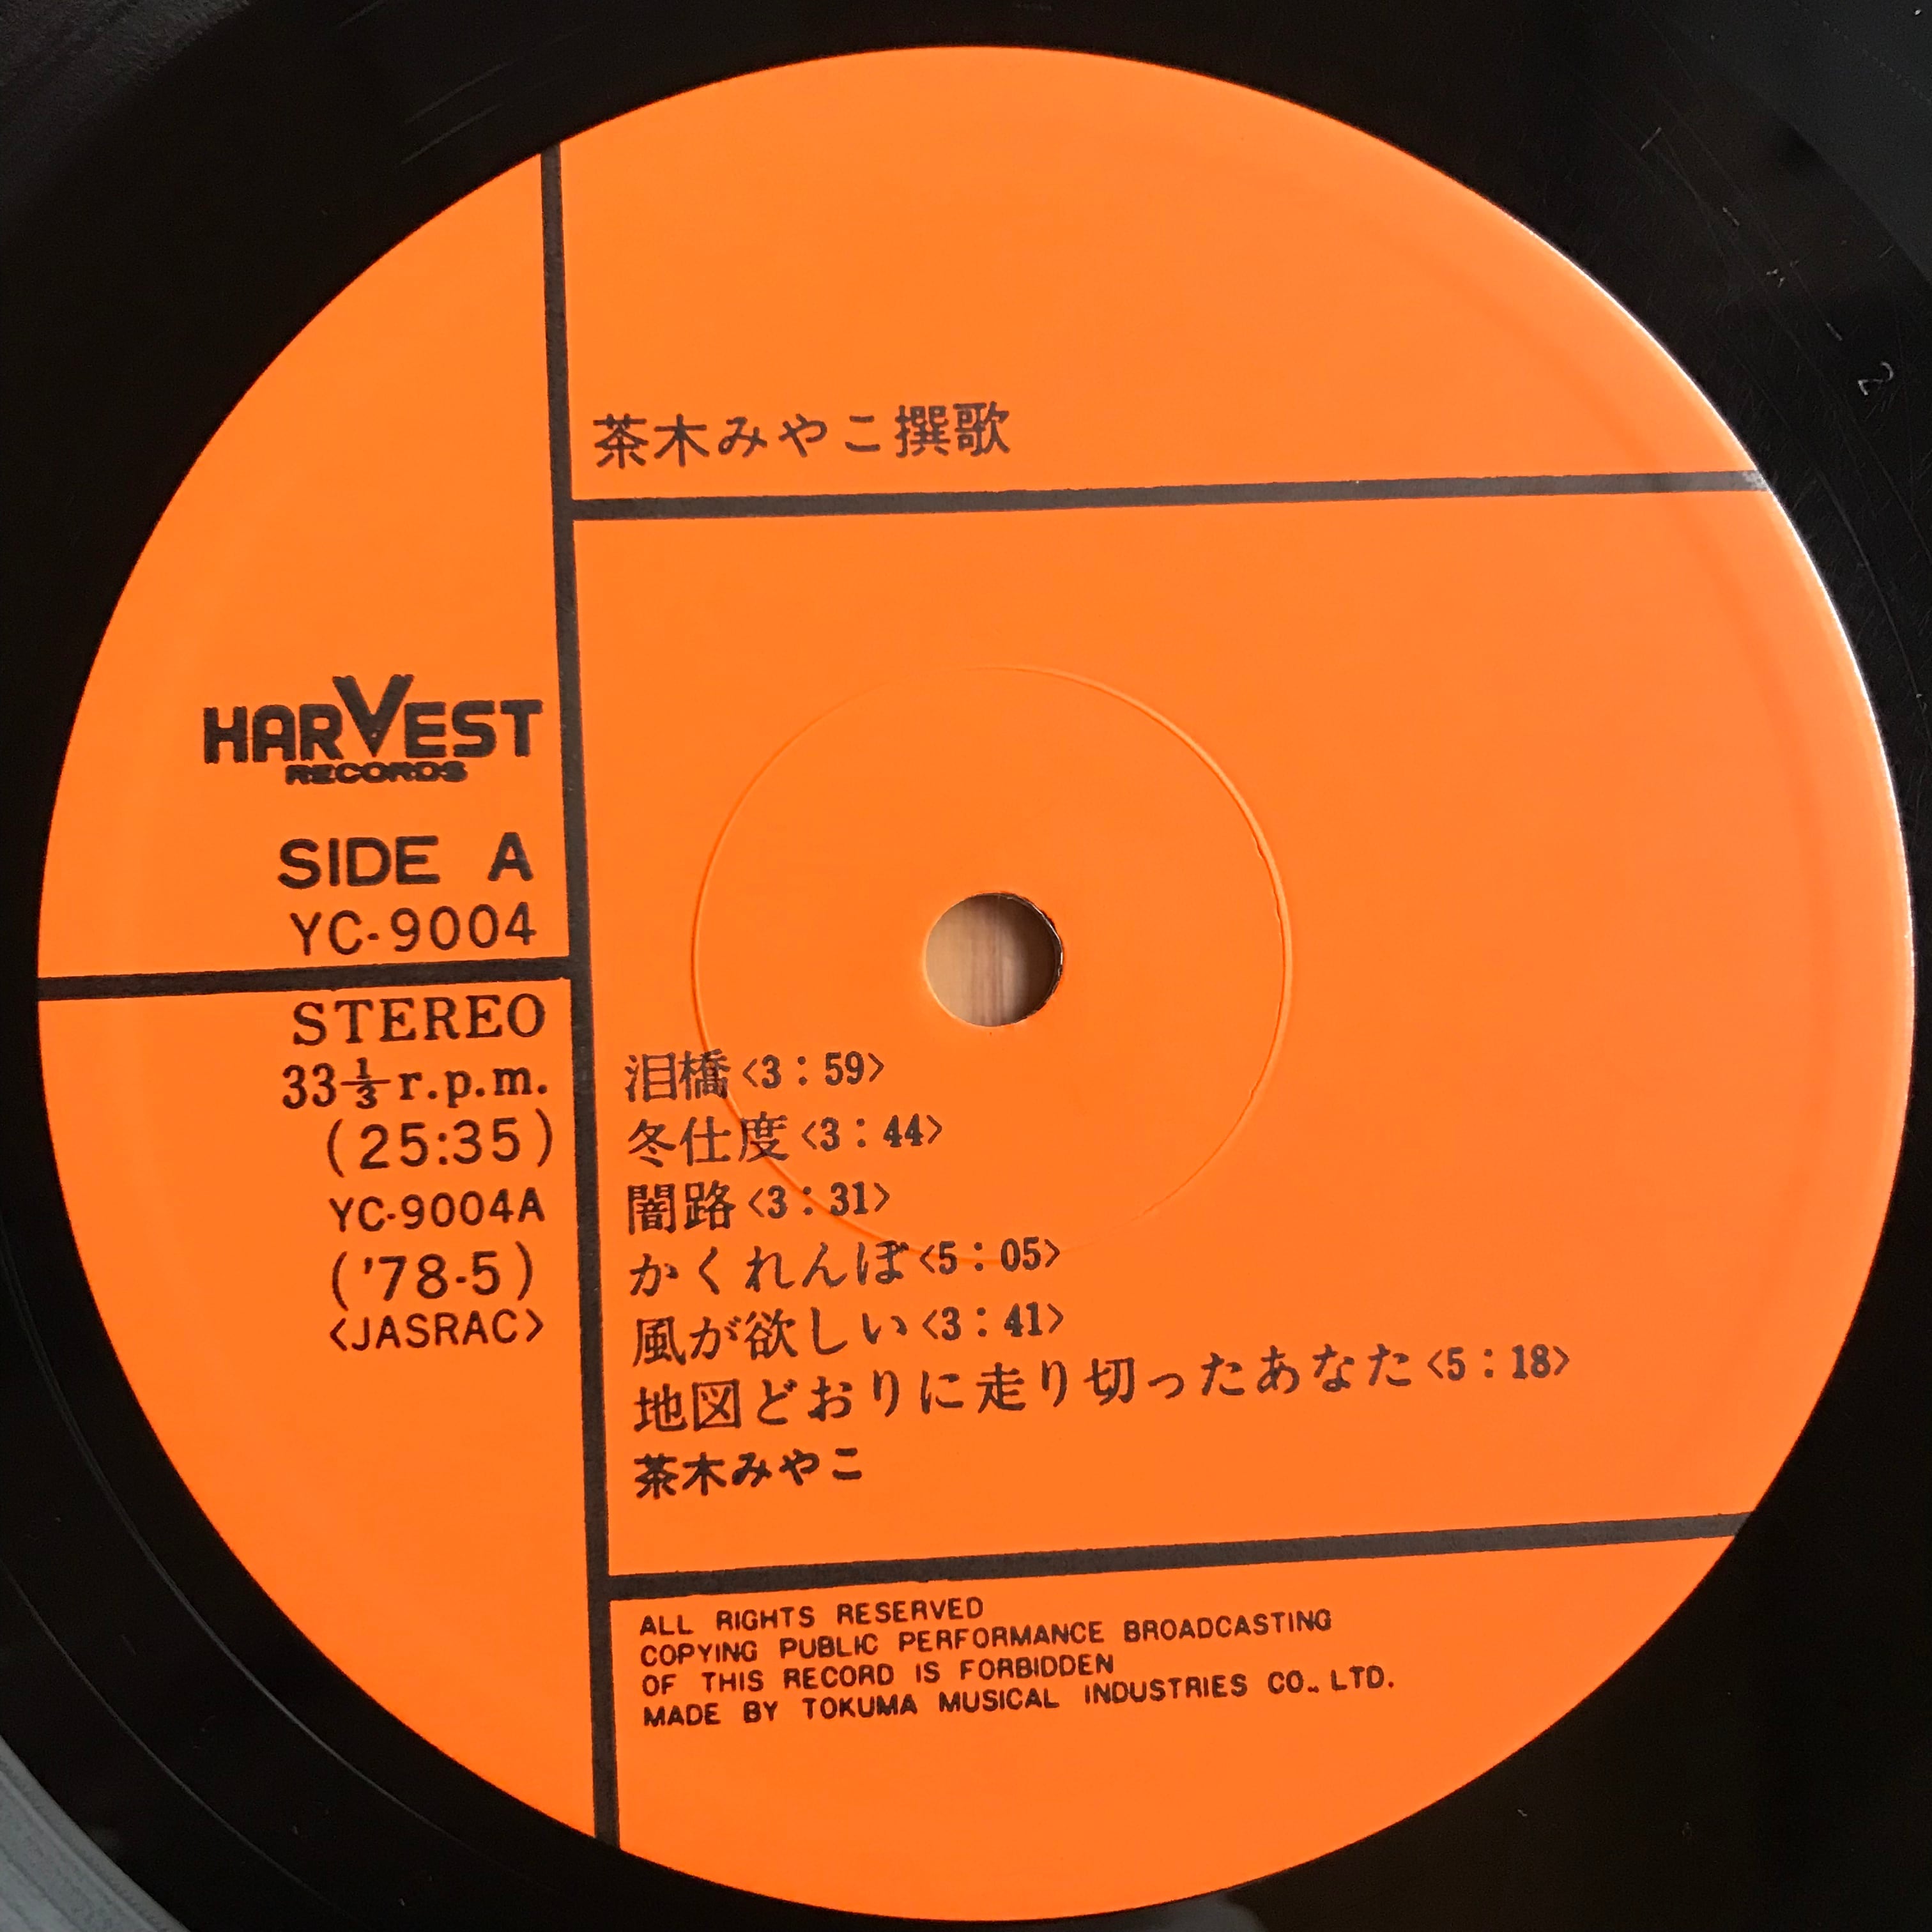 茶木みやこ撰歌
HARVEST
RECORDS
SIDE A
YC-9004
STEREO
33 1/3 r.p.m.
(25:35)
YC-9004A
('78-5)
<JASRAC>
泪橋<3:59>
冬仕度<3:44>
闇路<3:31>
かくれんぼ<5:05>
風が欲しい<3:41>
地図どおりに走り切ったあなた<5:18>
茶木みやこ
ALL RIGHTS RESERVED
COPYING PUBLIC PERFORMANCE BROADCASTING
OF THIS RECORD IS FORBIDDEN
MADE BY TOKUMA MUSICAL INDUSTRIES CO., LTD.
2